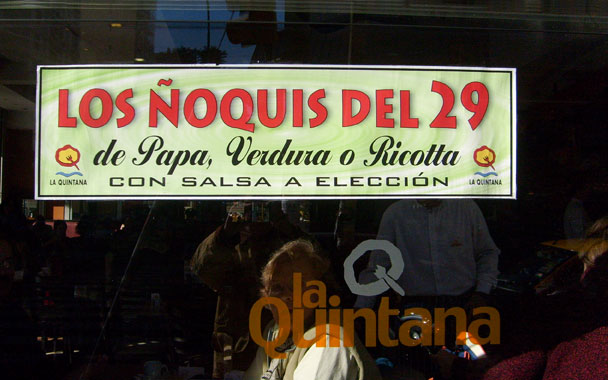 LOS ÑOQUIS DEL 29
de Papa, Verdura o Ricotta
CON SALSA A ELECCIÓN
LA QUINTANA
LA QUINTANA
la
Quintana